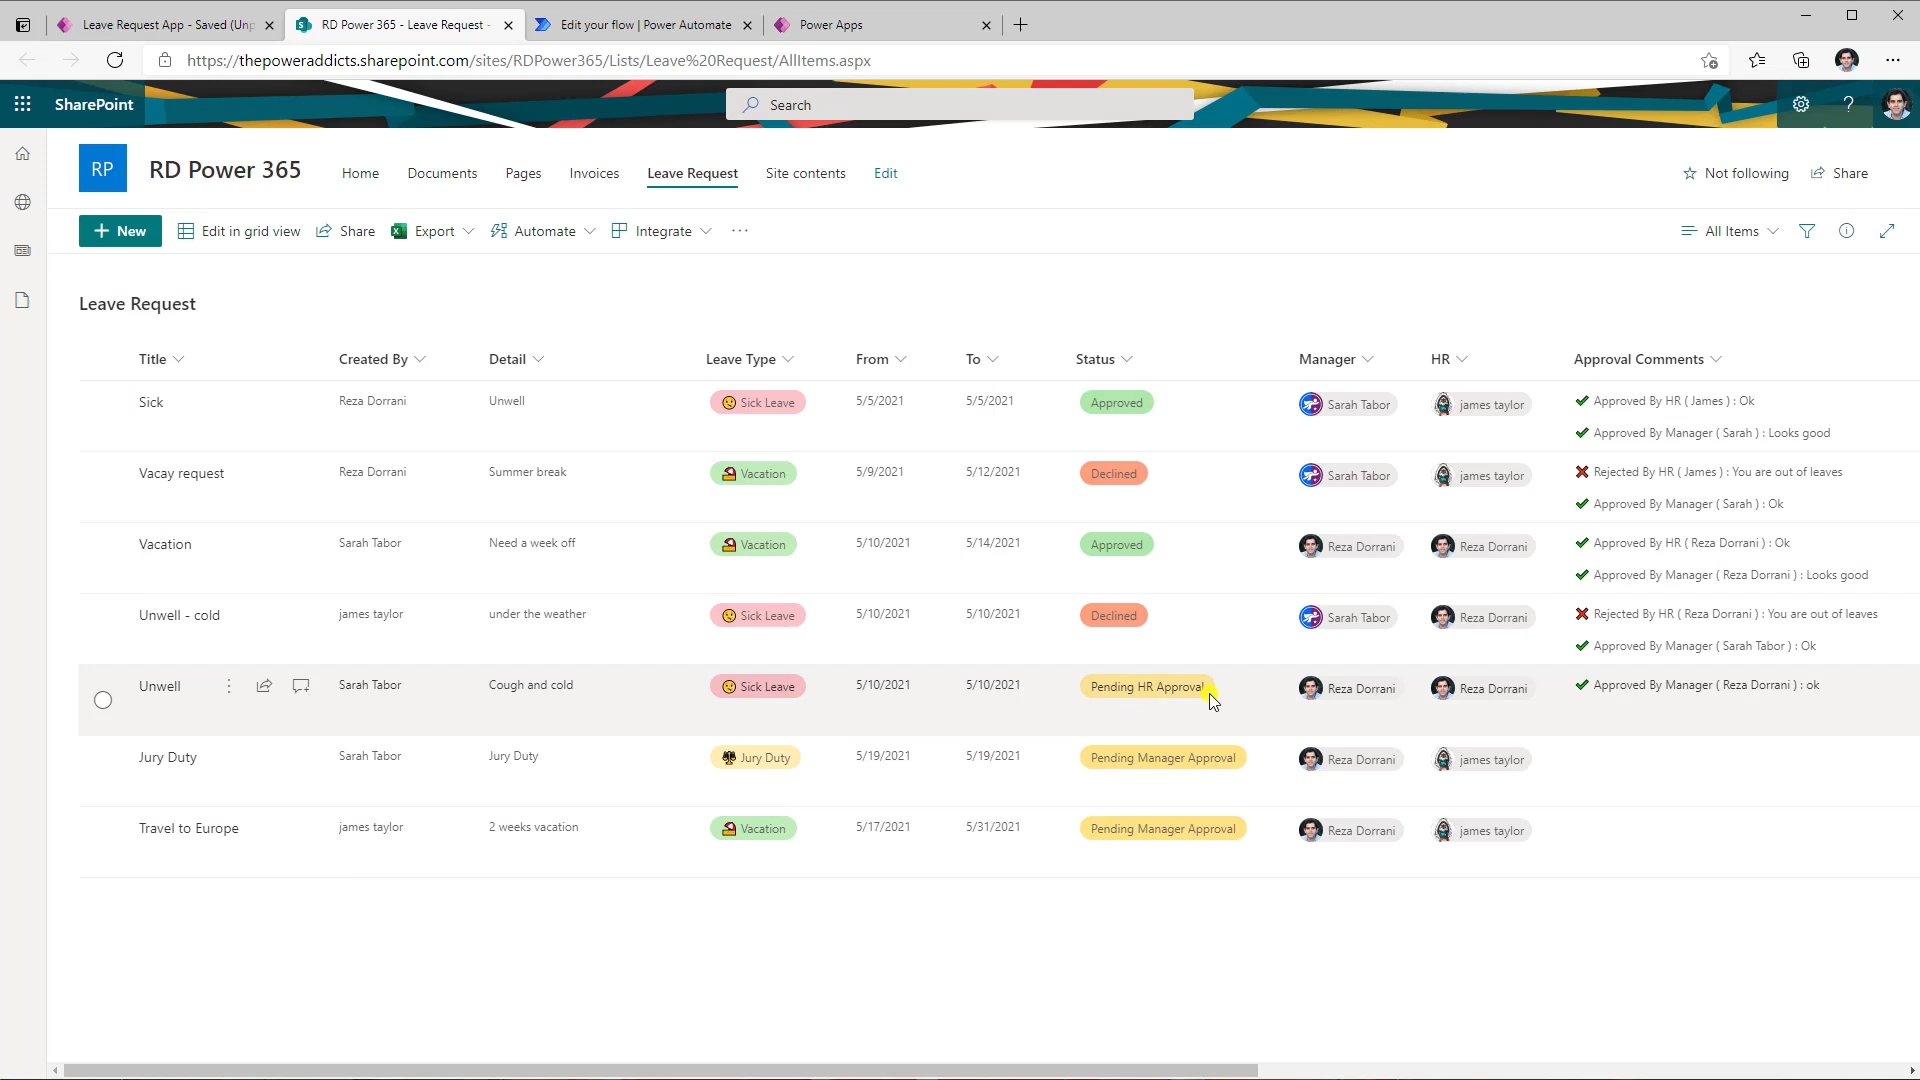 Leave Request App - Saved (Unp
RD Power 365 - Leave Request -
Edit your flow | Power Automate
Power Apps
https://thepoweraddicts.sharepoint.com/sites/RDPower365/Lists/Leave%20Request/AllItems.aspx
SharePoint
Search
RP
RD Power 365
Home
Documents
Pages
Invoices
Leave Request
Site contents
Edit
Not following
Share
New
Edit in grid view
Share
Export
Automate
Integrate
All Items
Leave Request
Title Created By Detail Leave Type From To Status Manager HR Approval Comments
Sick Reza Dorrani Unwell Sick Leave 5/5/2021 5/5/2021 Approved Sarah Tabor james taylor Approved By HR ( James ) : Ok
Approved By Manager ( Sarah ) : Looks good
Vacay request Reza Dorrani Summer break Vacation 5/9/2021 5/12/2021 Declined Sarah Tabor james taylor Rejected By HR ( James ) : You are out of leaves
Approved By Manager ( Sarah ) : Ok
Vacation Sarah Tabor Need a week off Vacation 5/10/2021 5/14/2021 Approved Reza Dorrani Reza Dorrani Approved By HR ( Reza Dorrani ) : Ok
Approved By Manager ( Reza Dorrani ) : Looks good
Unwell - cold james taylor under the weather Sick Leave 5/10/2021 5/10/2021 Declined Sarah Tabor Reza Dorrani Rejected By HR ( Reza Dorrani ) : You are out of leaves
Approved By Manager ( Sarah Tabor ) : Ok
Unwell Sarah Tabor Cough and cold Sick Leave 5/10/2021 5/10/2021 Pending HR Approval Reza Dorrani Reza Dorrani Approved By Manager ( Reza Dorrani ) : ok
Jury Duty Sarah Tabor Jury Duty Jury Duty 5/19/2021 5/19/2021 Pending Manager Approval Reza Dorrani james taylor
Travel to Europe james taylor 2 weeks vacation Vacation 5/17/2021 5/31/2021 Pending Manager Approval Reza Dorrani james taylor